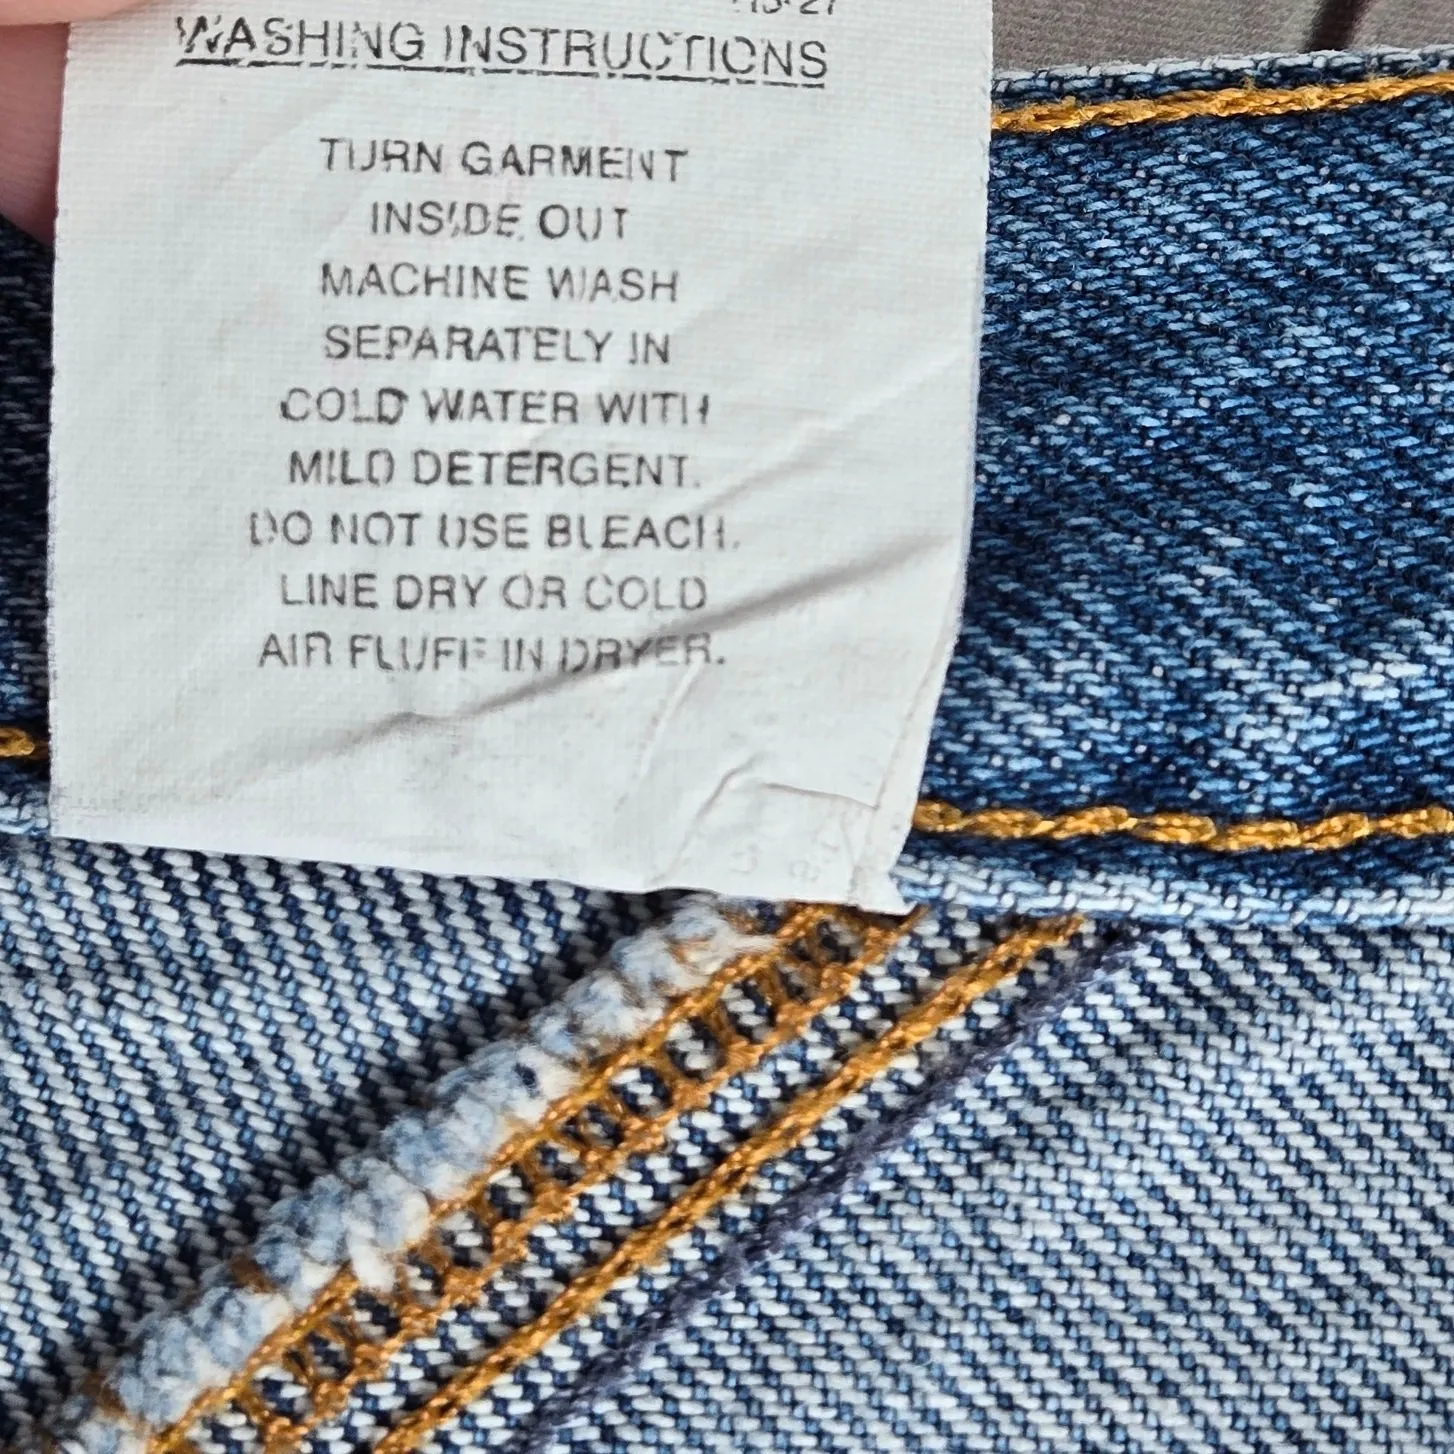 WASHING INSTRUCTIONS
TURN GARMENT
INSIDE OUT
MACHINE WASH
SEPARATELY IN
COLD WATER WITH
MILD DETERGENT.
DO NOT USE BLEACH.
LINE DRY OR COLD
AIR FLUFF IN DRYER.